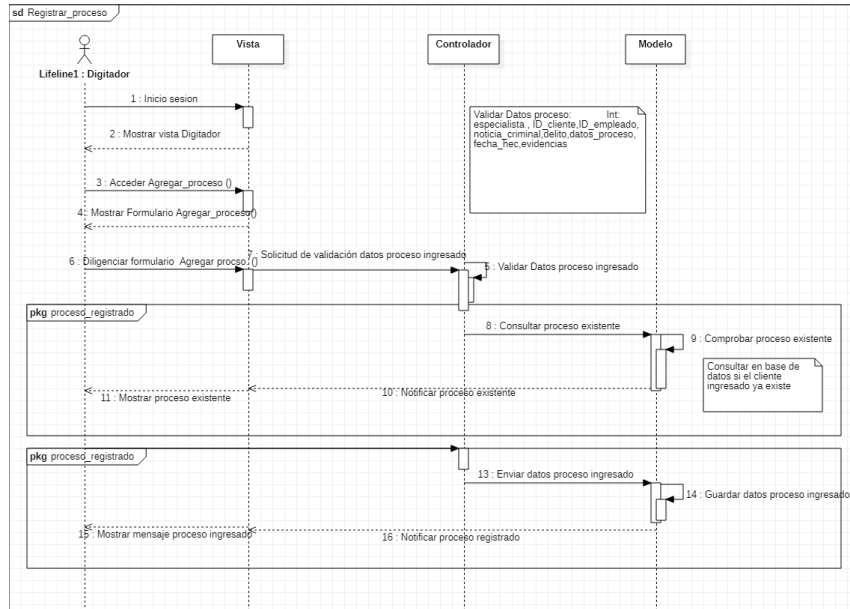 sd Registrar_proceso
Vista
Controlador
Modelo
Lifeline1 : Digitador
1 : Inicio sesion
Validar Datos proceso: Int:
especialista , ID_cliente,ID_empleado,
noticia_criminal,delito,datos_proceso,
fecha_hec,evidencias
2 : Mostrar vista Digitador
3 : Acceder Agregar_proceso ()
4 : Mostrar Formulario Agregar_proceso()
7 : Solicitud de validación datos proceso ingresado
6 : Diligenciar formulario Agregar procso ()
5 : Validar Datos proceso ingresado
pkg proceso_registrado
8 : Consultar proceso existente
9 : Comprobar proceso existente
Consultar en base de
datos si el cliente
ingresado ya existe
10 : Notificar proceso existente
11 : Mostrar proceso existente
pkg proceso_registrado
13 : Enviar datos proceso ingresado
14 : Guardar datos proceso ingresado
15 : Mostrar mensaje proceso ingresado
16 : Notificar proceso registrado